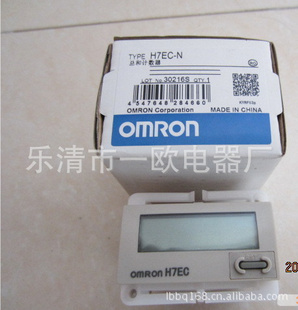 TYPE H7EC-N
总和计数器
LOT No. 30216S QTY. 1
4 547648 284660
OMRON Corporation
MADE IN CHINA
OMRON
乐清市一欧电器厂
OMRON H7EC
lbbq168.cn.alibaba.com